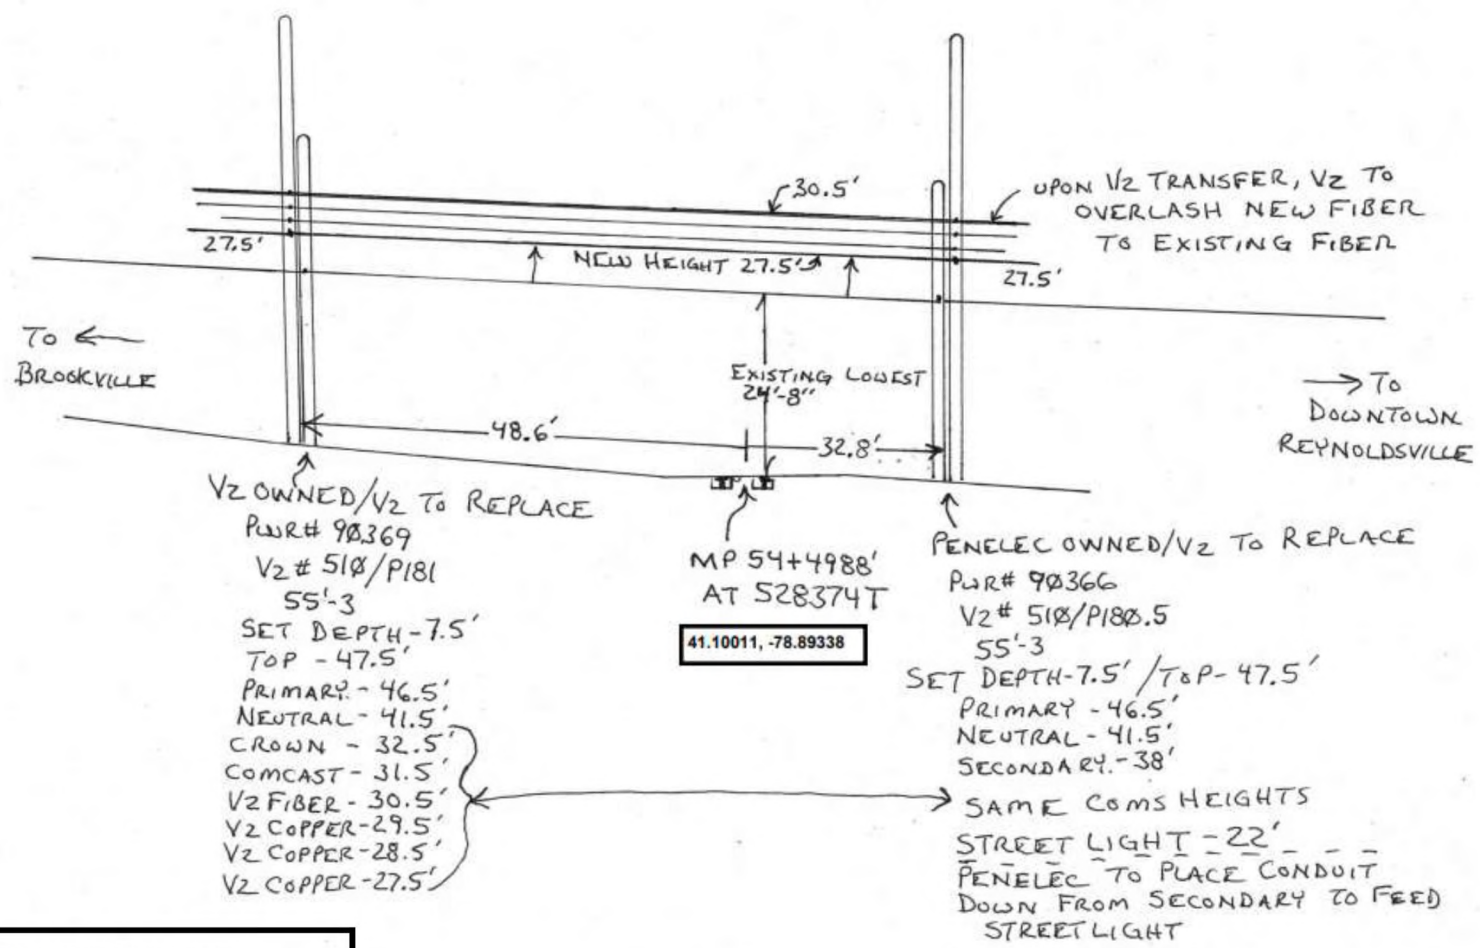 30.5'
UPON VZ TRANSFER, VZ TO
OVERLASH NEW FIBER
TO EXISTING FIBER
27.5'
NEW HEIGHT 27.5'
27.5'
TO
BROOKVILLE
EXISTING LOWEST
24'-8"
TO
DOWNTOWN
REYNOLDSVILLE
48.6'
32.8'
VZ OWNED/VZ TO REPLACE
PWR# 90369
VZ # 510/P181
55'-3
SET DEPTH-7.5'
TOP - 47.5'
PRIMARY.- 46.5'
NEUTRAL- 41.5'
CROWN - 32.5'
COMCAST- 31.5'
VZ FIBER- 30.5'
VZ COPPER-29.5'
VZ COPPER-28.5'
VZ COPPER-27.5'
MP 54+4988'
AT 528374T
41.10011, -78.89338
PENELEC OWNED/VZ TO REPLACE
PWR# 90366
VZ# 510/P180.5
55'-3
SET DEPTH-7.5'/TOP-47.5'
PRIMARY -46.5'
NEUTRAL-41.5'
SECONDARY.-38'
SAME COMS HEIGHTS
STREET LIGHT -22'
PENELEC TO PLACE CONDUIT
DOWN FROM SECONDARY TO FEED
STREETLIGHT